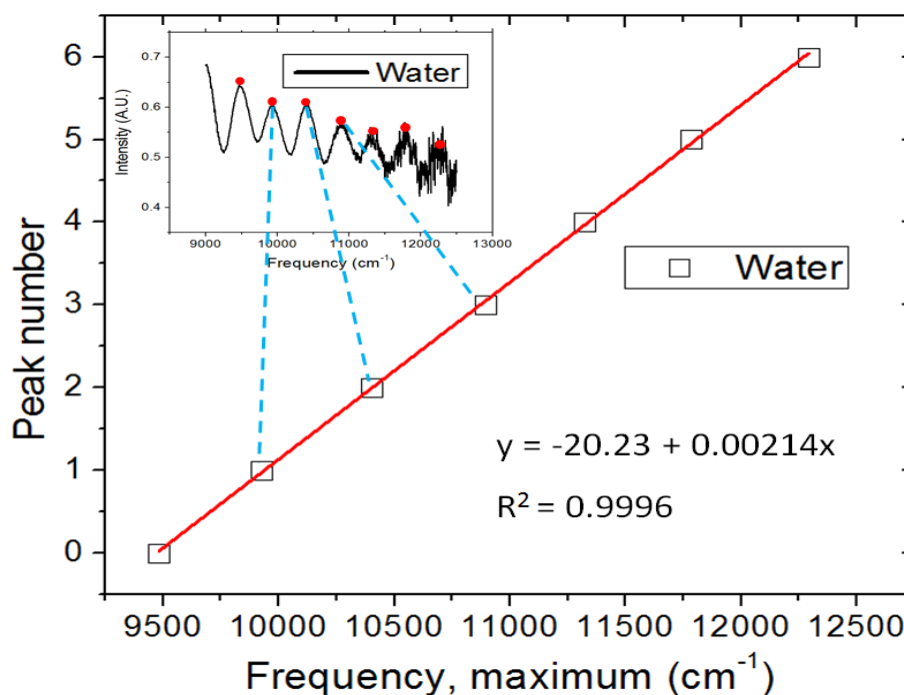 6
5
4
3
2
1
0
Peak number
9500 10000 10500 11000 11500 12000 12500
Frequency, maximum (cm⁻¹)
0.7
0.6
0.5
0.4
Intensity (A.U.)
9000 10000 11000 12000 13000
Frequency (cm⁻¹)
Water
Water
y = -20.23 + 0.00214x
R² = 0.9996